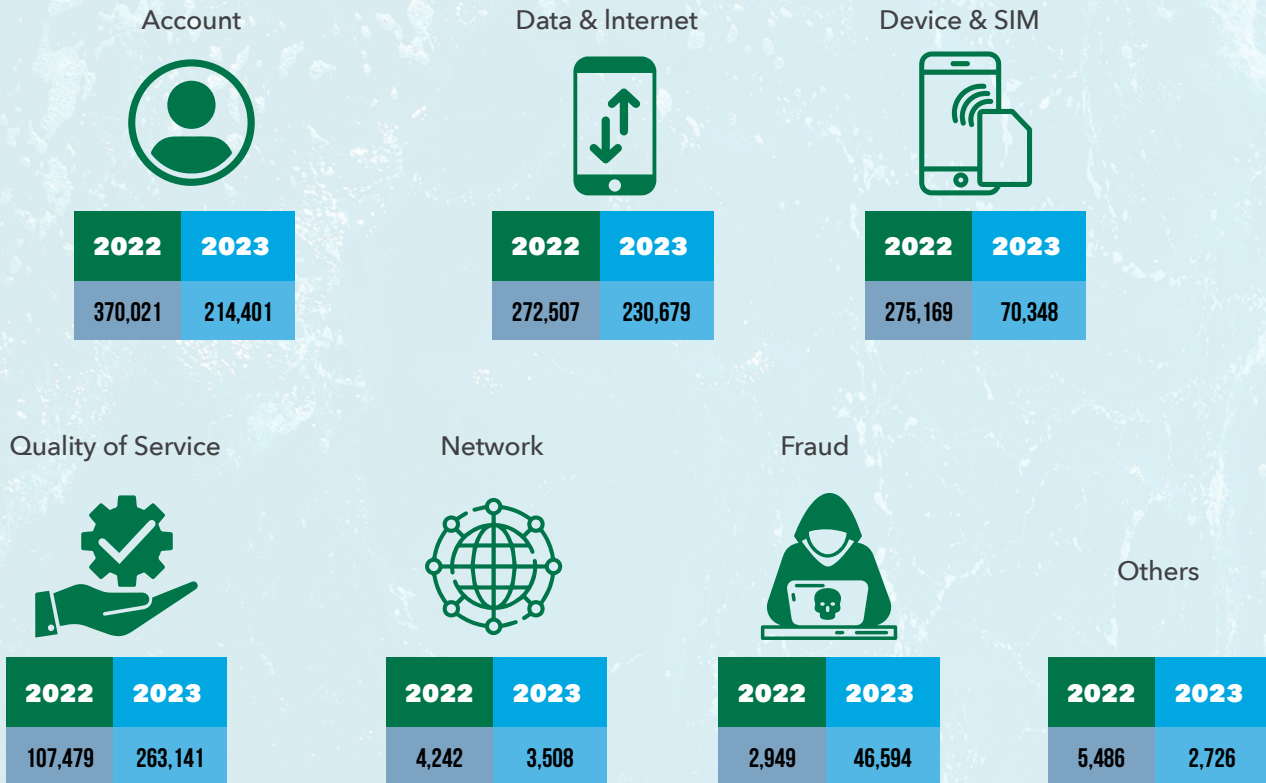 Account
Data & Internet
Device & SIM
2022 2023
370,021 214,401
2022 2023
272,507 230,679
2022 2023
275,169 70,348
Quality of Service
Network
Fraud
Others
2022 2023
107,479 263,141
2022 2023
4,242 3,508
2022 2023
2,949 46,594
2022 2023
5,486 2,726